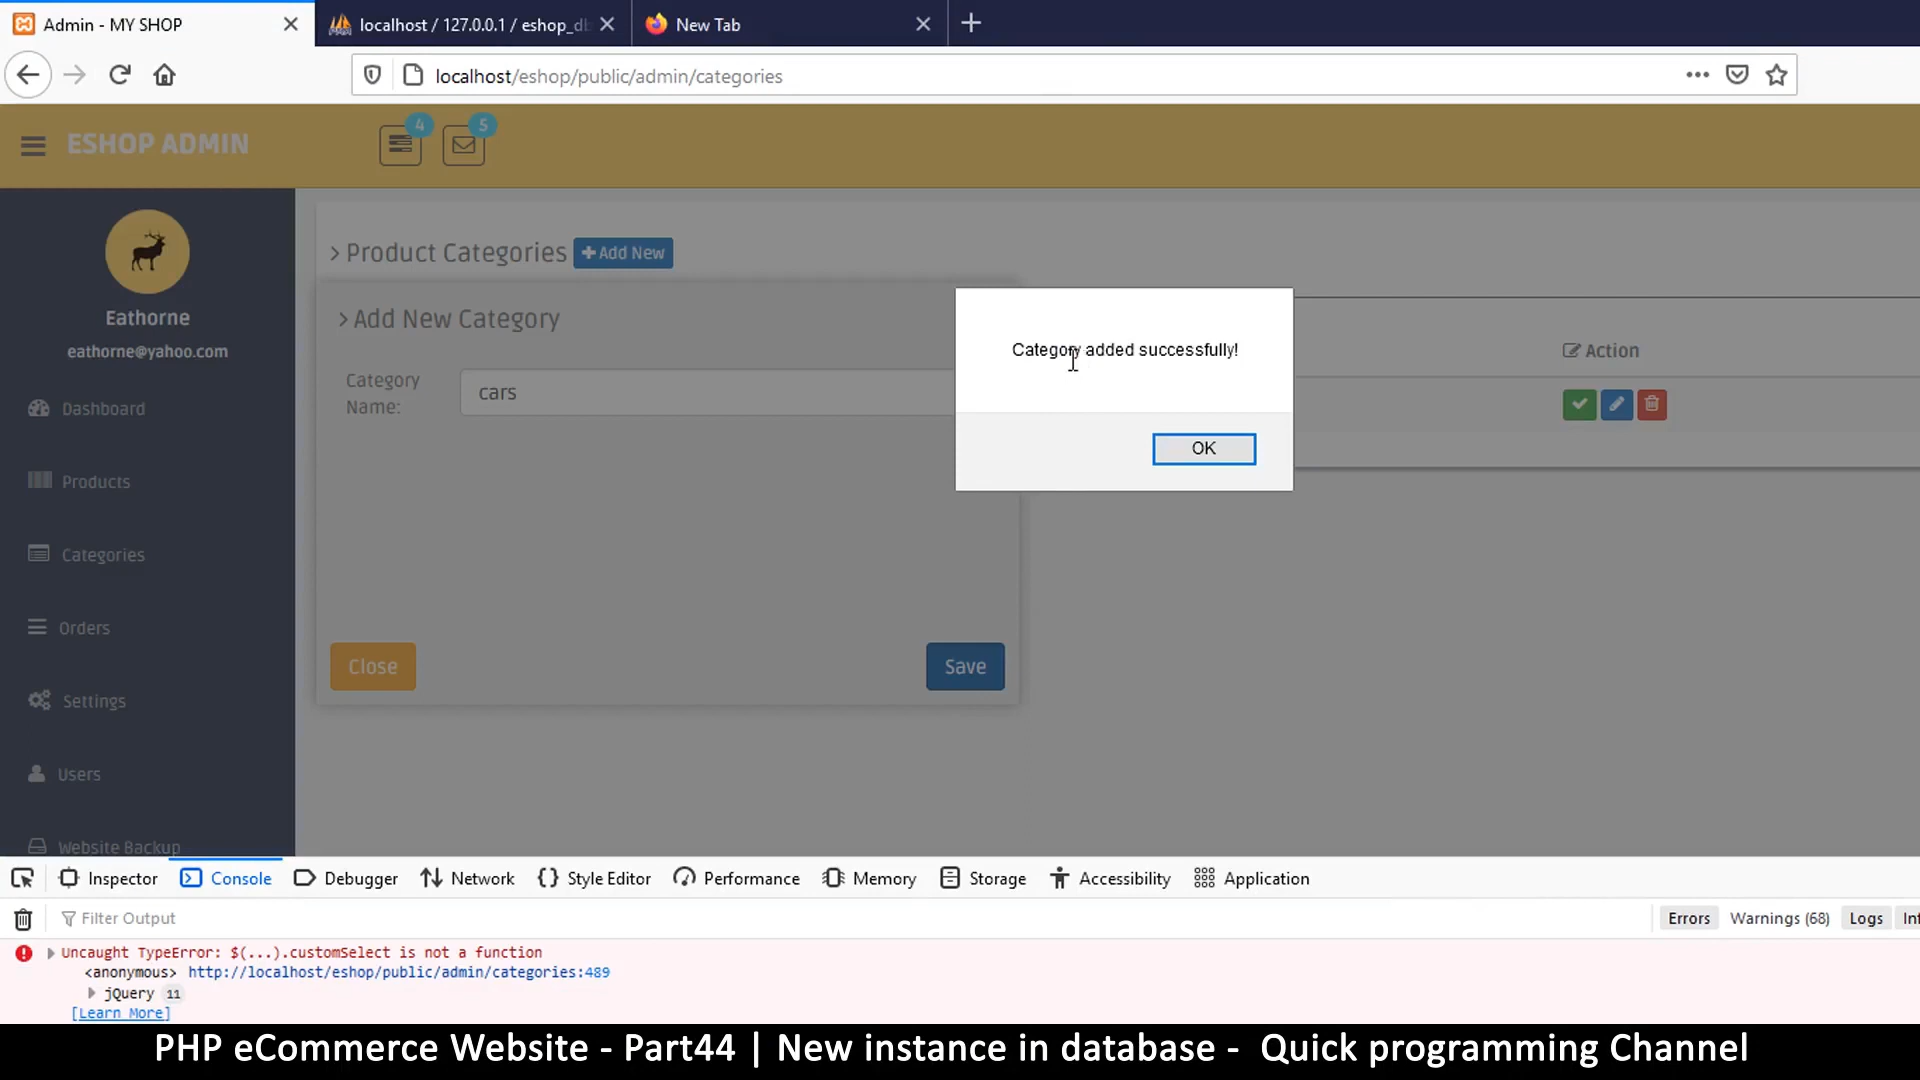 Admin - MY SHOP
localhost / 127.0.0.1 / eshop_d
New Tab
localhost/eshop/public/admin/categories
ESHOP ADMIN
4
5
Eathorne
eathorne@yahoo.com
Dashboard
Products
Categories
Orders
Settings
Users
Website Backup
Product Categories
Add New
Add New Category
Category
Name:
cars
Close
Save
Category added successfully!
OK
Action
Inspector
Console
Debugger
Network
Style Editor
Performance
Memory
Storage
Accessibility
Application
Filter Output
Errors
Warnings (68)
Logs
Uncaught TypeError: $(...).customSelect is not a function
<anonymous> http://localhost/eshop/public/admin/categories:489
jQuery 11
[Learn More]
PHP eCommerce Website - Part44 | New instance in database - Quick programming Channel